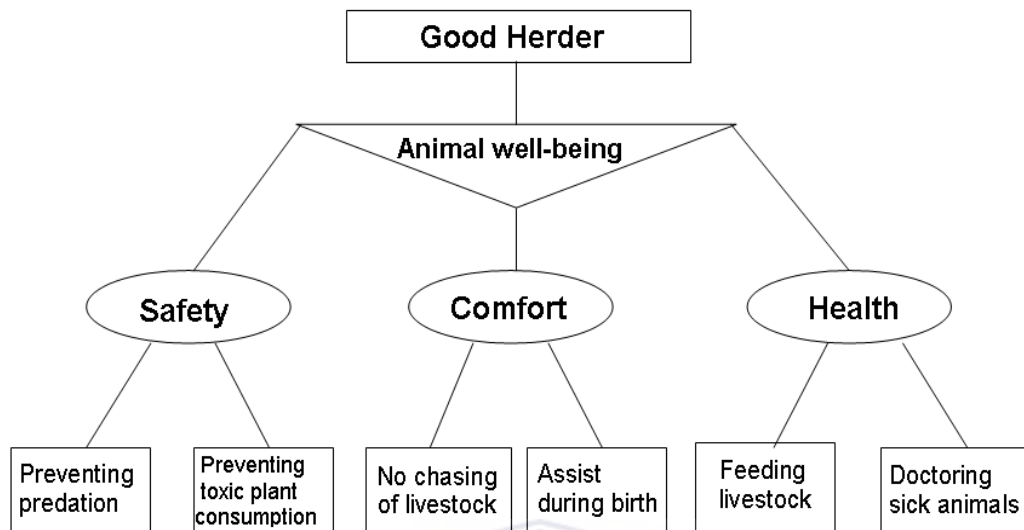 Good Herder
Animal well-being
Safety
Comfort
Health
Preventing
predation
Preventing
toxic plant
consumption
No chasing
of livestock
Assist
during birth
Feeding
livestock
Doctoring
sick animals